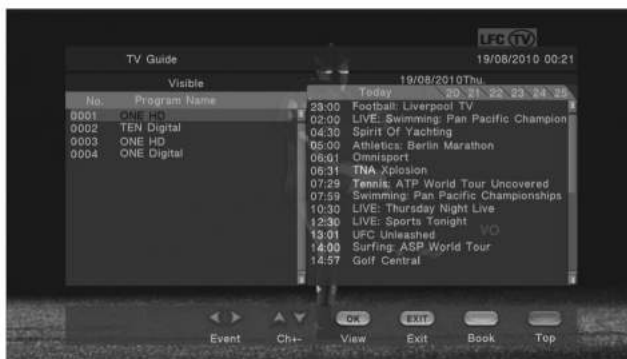 LFC TV
TV Guide
19/08/2010 00:21
Visible
19/08/2010Thu.
No. Program Name
Today 20 21 22 23 24 25
0001 ONE HD
0002 TEN Digital
0003 ONE HD
0004 ONE Digital
23:00 Football: Liverpool TV
02:00 LIVE: Swimming: Pan Pacific Champion
04:30 Spirit Of Yachting
05:00 Athletics: Berlin Marathon
06:01 Omnisport
06:31 TNA Xplosion
07:29 Tennis: ATP World Tour Uncovered
07:59 Swimming: Pan Pacific Championships
10:30 LIVE: Thursday Night Live
12:30 LIVE: Sports Tonight
13:01 UFC Unleashed
14:00 Surfing: ASP World Tour
14:57 Golf Central
VO
OK EXIT
Event Ch+- View Exit Book Top